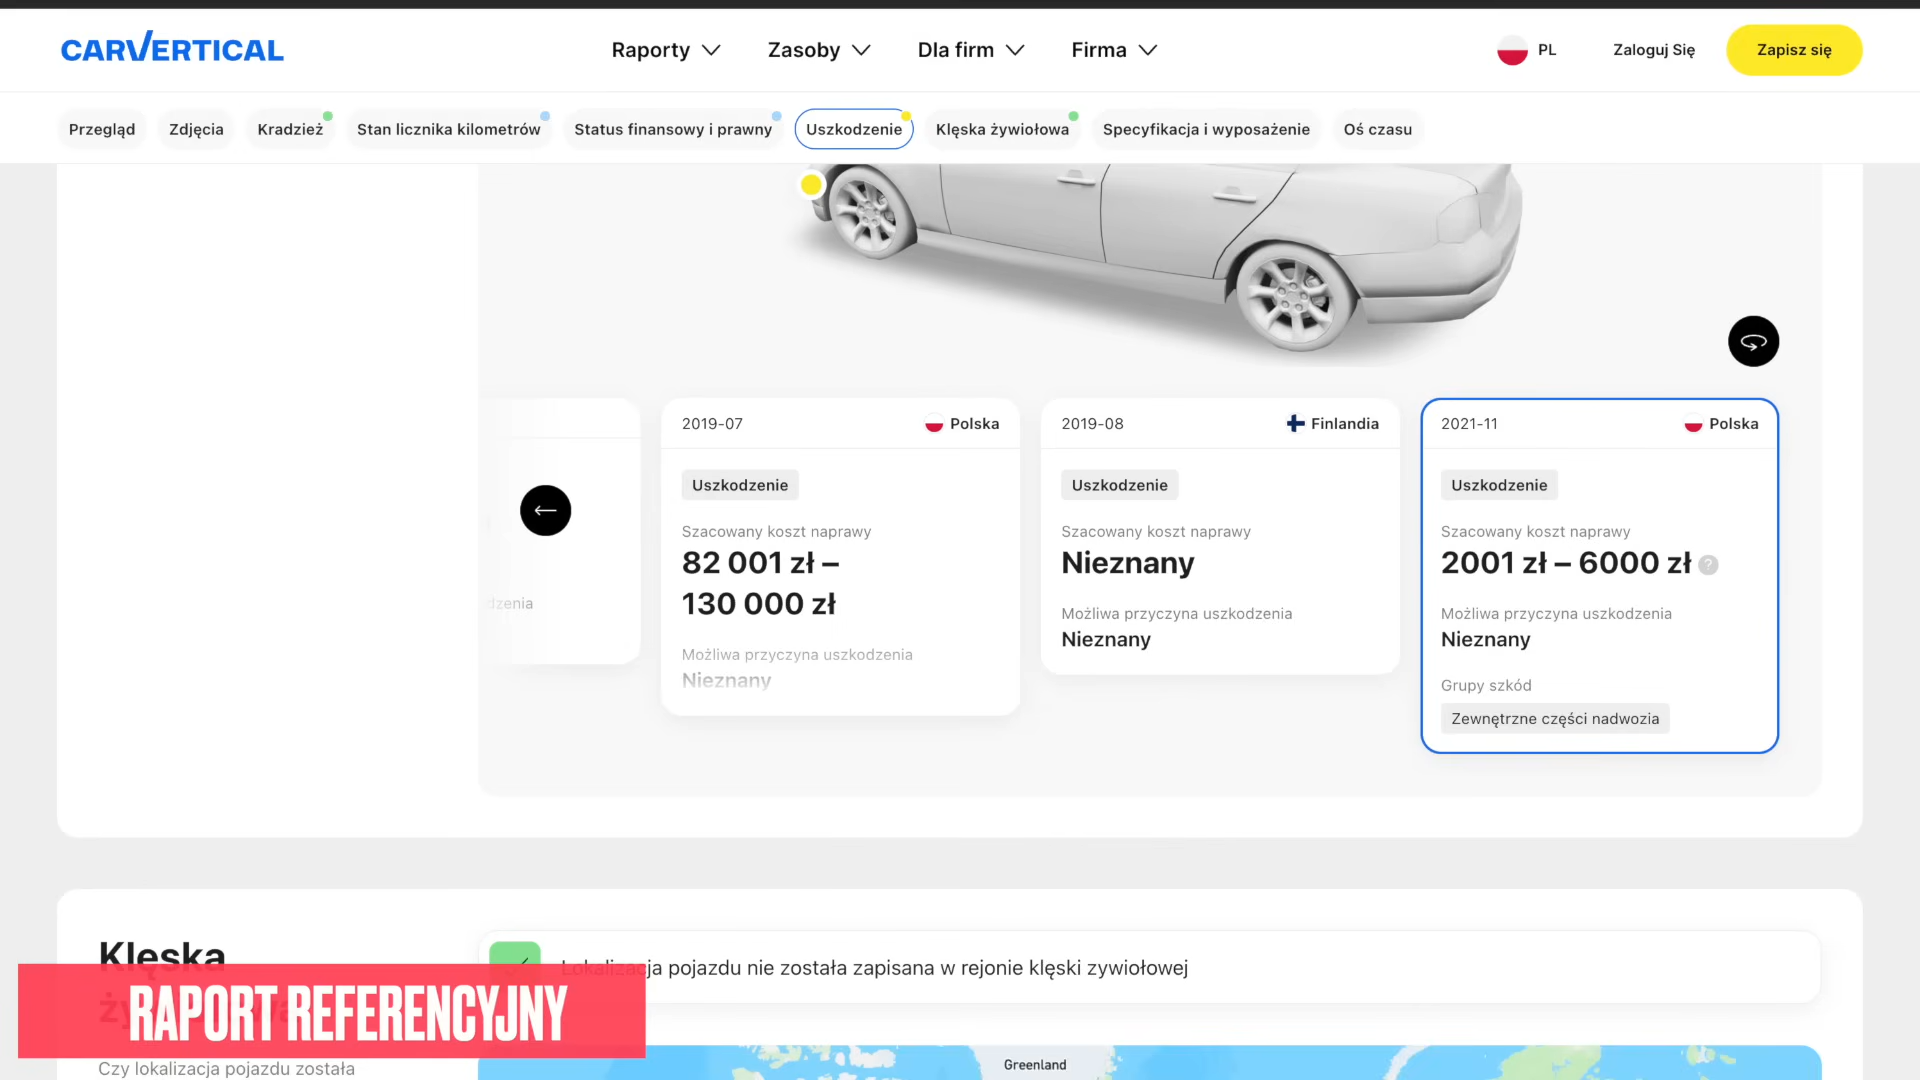 CARVERTICAL
Raporty
Zasoby
Dla firm
Firma
PL
Zaloguj Się
Zapisz się
Przegląd
Zdjęcia
Kradzież
Stan licznika kilometrów
Status finansowy i prawny
Uszkodzenie
Klęska żywiołowa
Specyfikacja i wyposażenie
Oś czasu
2019-07
Polska
Uszkodzenie
Szacowany koszt naprawy
82 001 zł –
130 000 zł
Możliwa przyczyna uszkodzenia
Nieznany
2019-08
Finlandia
Uszkodzenie
Szacowany koszt naprawy
Nieznany
Możliwa przyczyna uszkodzenia
Nieznany
2021-11
Polska
Uszkodzenie
Szacowany koszt naprawy
2001 zł – 6000 zł ?
Możliwa przyczyna uszkodzenia
Nieznany
Grupy szkód
Zewnętrzne części nadwozia
Klęska
Lokalizacja pojazdu nie została zapisana w rejonie klęski zywiołowej
RAPORT REFERENCYJNY
Czy lokalizacja pojazdu została
Greenland